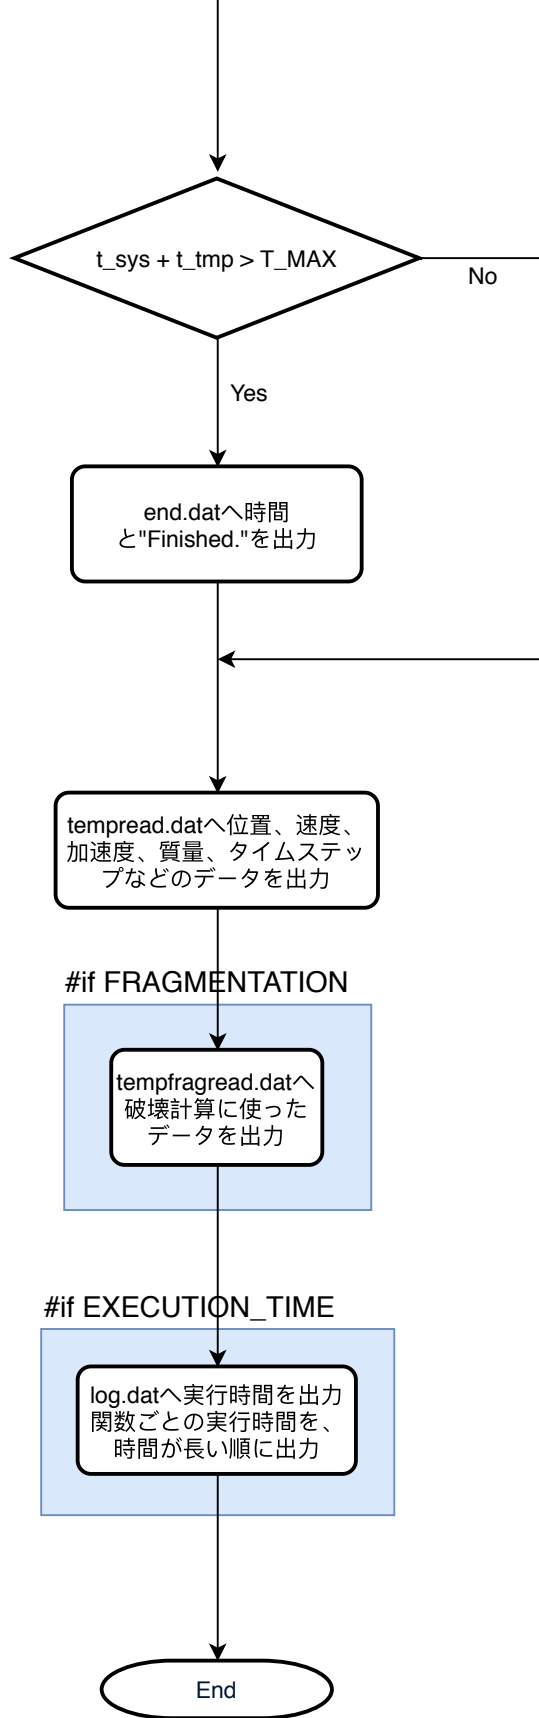 t_sys + t_tmp > T_MAX
No
Yes
end.datへ時間
と"Finished."を出力
tempread.datへ位置、速度、
加速度、質量、タイムステッ
プなどのデータを出力
#if FRAGMENTATION
tempfragread.datへ
破壊計算に使った
データを出力
#if EXECUTION_TIME
log.datへ実行時間を出力
関数ごとの実行時間を、
時間が長い順に出力
End